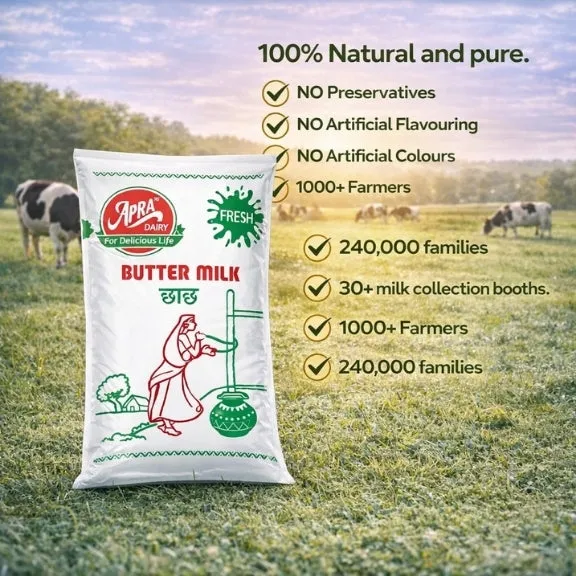 100% Natural and pure.
NO Preservatives
NO Artificial Flavouring
NO Artificial Colours
1000+ Farmers
240,000 families
30+ milk collection booths.
1000+ Farmers
240,000 families
APRA™
DAIRY
For Delicious Life
FRESH
BUTTER MILK
छाछ